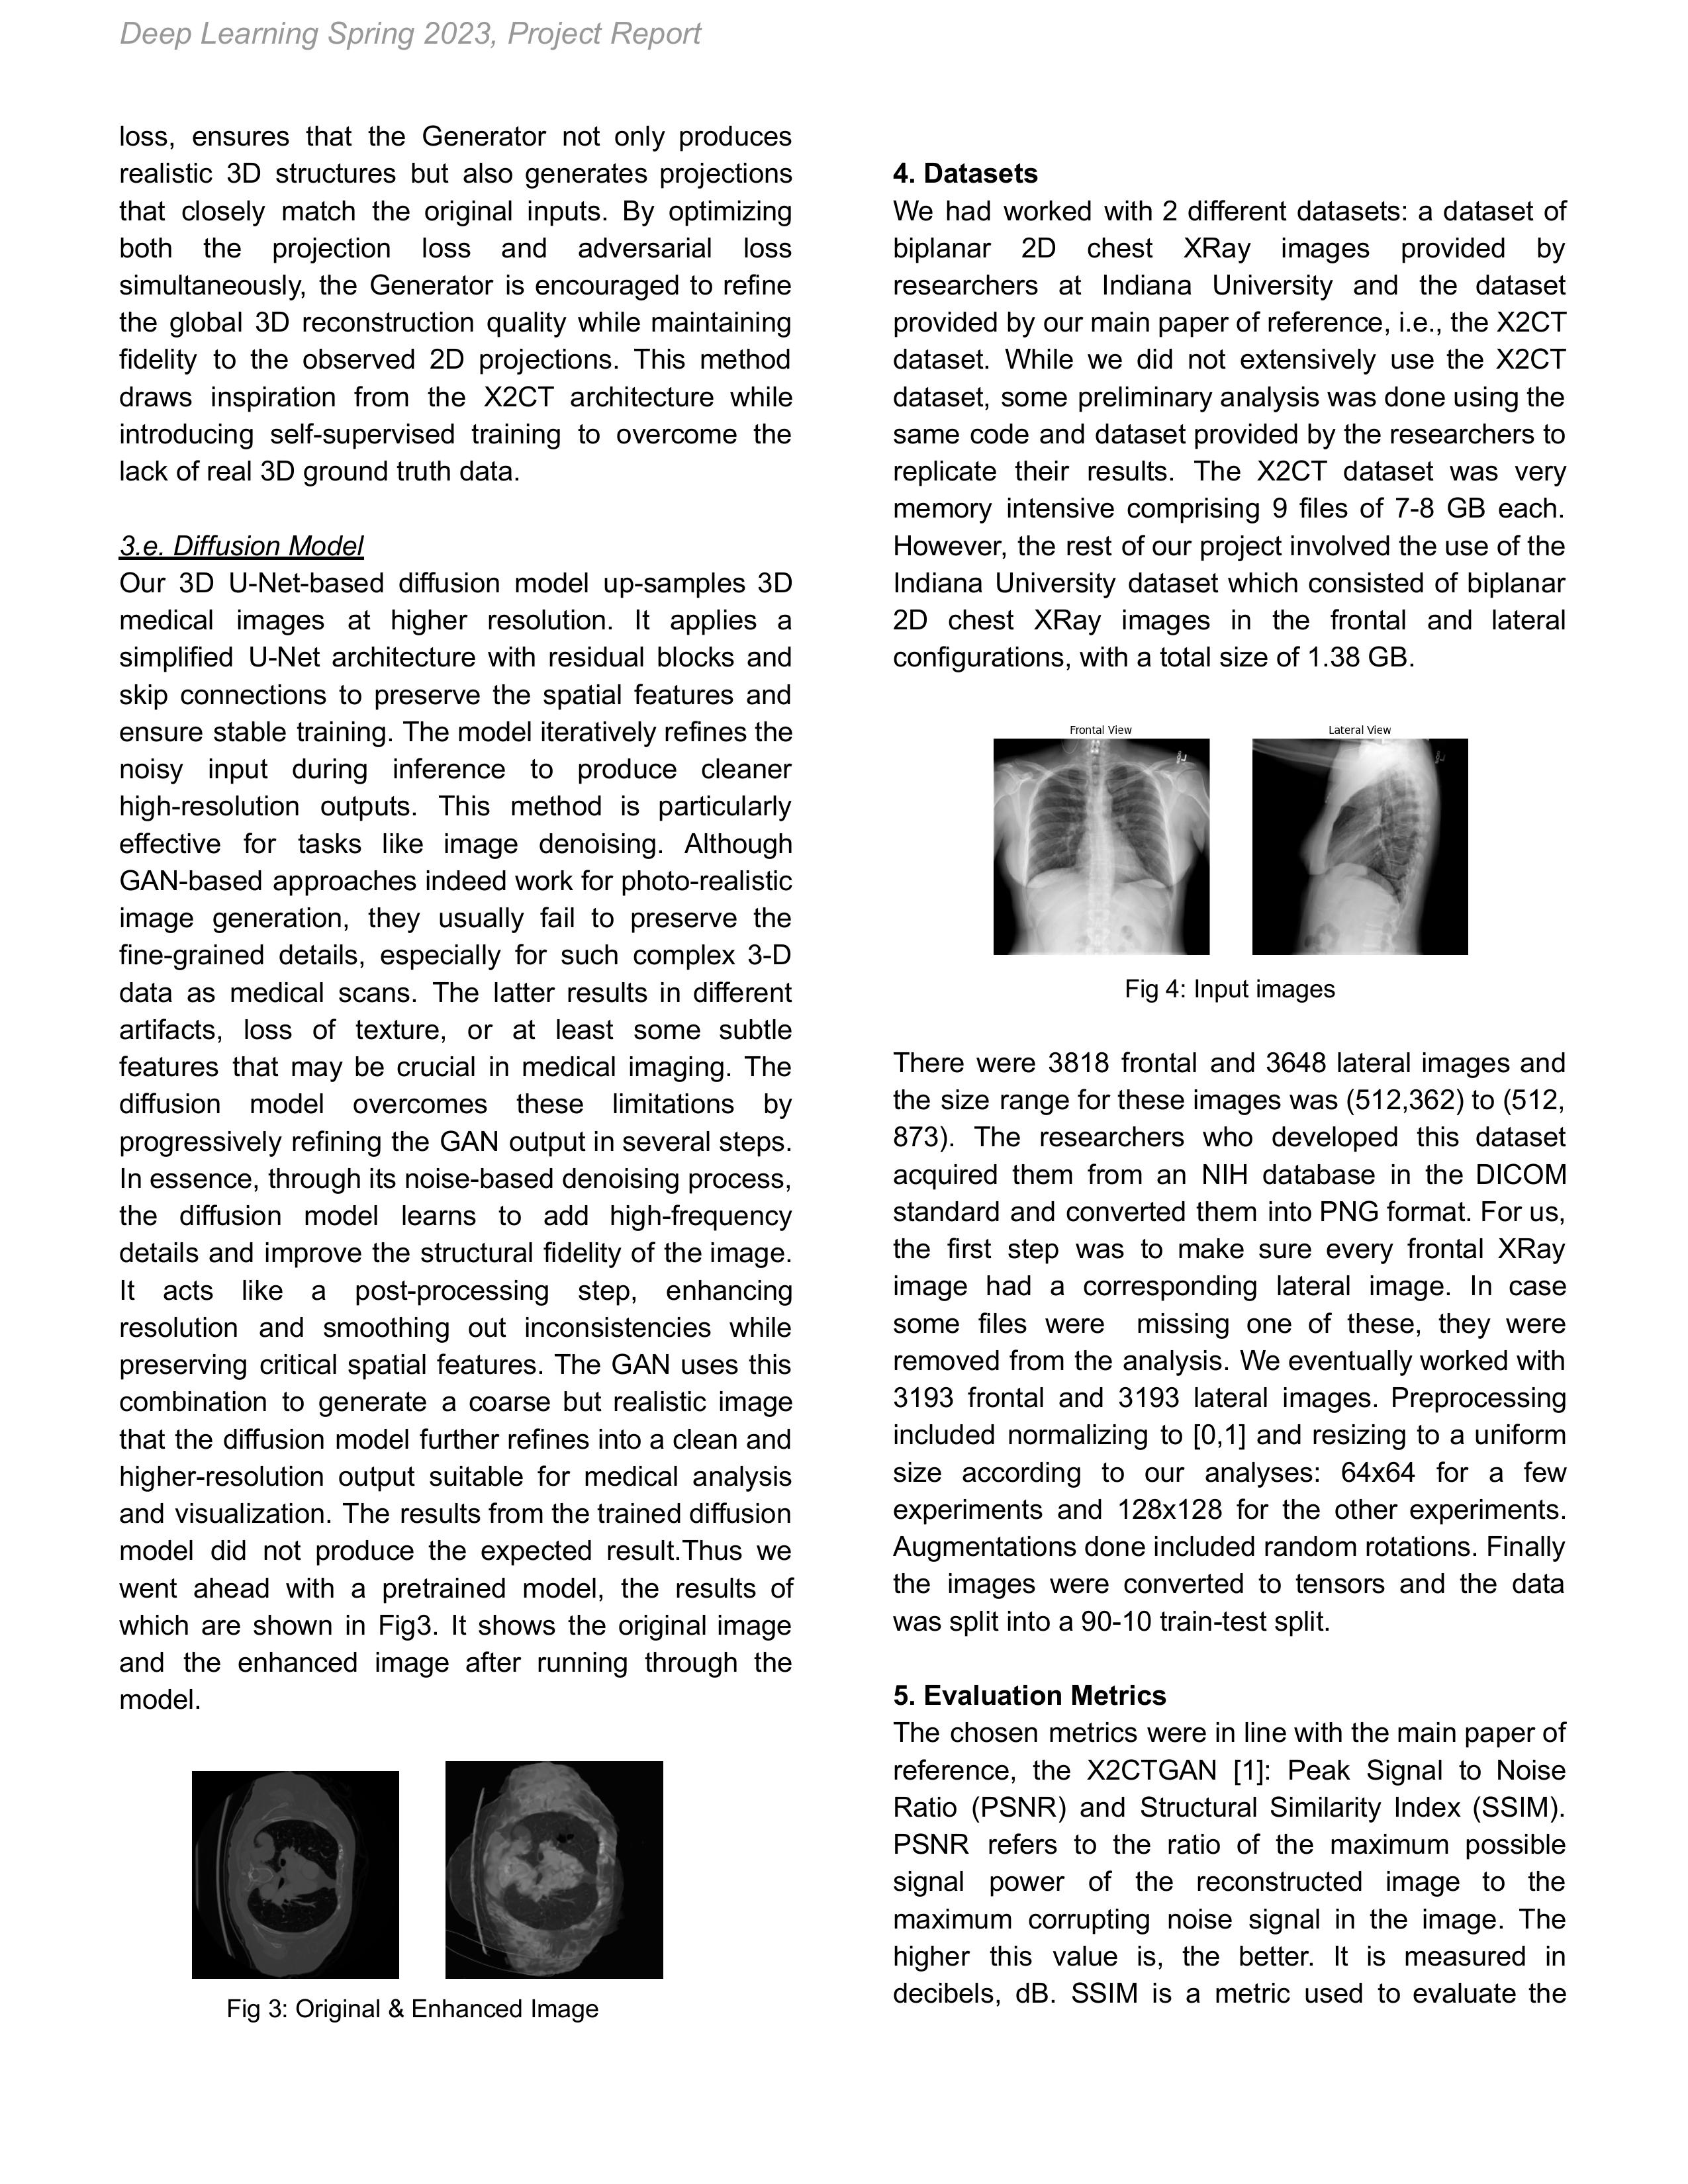 Deep Learning Spring 2023, Project Report
loss, ensures that the Generator not only produces
realistic 3D structures but also generates projections
that closely match the original inputs. By optimizing
both the projection loss and adversarial loss
simultaneously, the Generator is encouraged to refine
the global 3D reconstruction quality while maintaining
fidelity to the observed 2D projections. This method
draws inspiration from the X2CT architecture while
introducing self-supervised training to overcome the
lack of real 3D ground truth data.
3.e. Diffusion Model
Our 3D U-Net-based diffusion model up-samples 3D
medical images at higher resolution. It applies a
simplified U-Net architecture with residual blocks and
skip connections to preserve the spatial features and
ensure stable training. The model iteratively refines the
noisy input during inference to produce cleaner
high-resolution outputs. This method is particularly
effective for tasks like image denoising. Although
GAN-based approaches indeed work for photo-realistic
image generation, they usually fail to preserve the
fine-grained details, especially for such complex 3-D
data as medical scans. The latter results in different
artifacts, loss of texture, or at least some subtle
features that may be crucial in medical imaging. The
diffusion model overcomes these limitations by
progressively refining the GAN output in several steps.
In essence, through its noise-based denoising process,
the diffusion model learns to add high-frequency
details and improve the structural fidelity of the image.
It acts like a post-processing step, enhancing
resolution and smoothing out inconsistencies while
preserving critical spatial features. The GAN uses this
combination to generate a coarse but realistic image
that the diffusion model further refines into a clean and
higher-resolution output suitable for medical analysis
and visualization. The results from the trained diffusion
model did not produce the expected result.Thus we
went ahead with a pretrained model, the results of
which are shown in Fig3. It shows the original image
and the enhanced image after running through the
model.
Fig 3: Original & Enhanced Image
4. Datasets
We had worked with 2 different datasets: a dataset of
biplanar 2D chest XRay images provided by
researchers at Indiana University and the dataset
provided by our main paper of reference, i.e., the X2CT
dataset. While we did not extensively use the X2CT
dataset, some preliminary analysis was done using the
same code and dataset provided by the researchers to
replicate their results. The X2CT dataset was very
memory intensive comprising 9 files of 7-8 GB each.
However, the rest of our project involved the use of the
Indiana University dataset which consisted of biplanar
2D chest XRay images in the frontal and lateral
configurations, with a total size of 1.38 GB.
Frontal View
Lateral View
Fig 4: Input images
There were 3818 frontal and 3648 lateral images and
the size range for these images was (512,362) to (512,
873). The researchers who developed this dataset
acquired them from an NIH database in the DICOM
standard and converted them into PNG format. For us,
the first step was to make sure every frontal XRay
image had a corresponding lateral image. In case
some files were missing one of these, they were
removed from the analysis. We eventually worked with
3193 frontal and 3193 lateral images. Preprocessing
included normalizing to [0,1] and resizing to a uniform
size according to our analyses: 64x64 for a few
experiments and 128x128 for the other experiments.
Augmentations done included random rotations. Finally
the images were converted to tensors and the data
was split into a 90-10 train-test split.
5. Evaluation Metrics
The chosen metrics were in line with the main paper of
reference, the X2CTGAN [1]: Peak Signal to Noise
Ratio (PSNR) and Structural Similarity Index (SSIM).
PSNR refers to the ratio of the maximum possible
signal power of the reconstructed image to the
maximum corrupting noise signal in the image. The
higher this value is, the better. It is measured in
decibels, dB. SSIM is a metric used to evaluate the